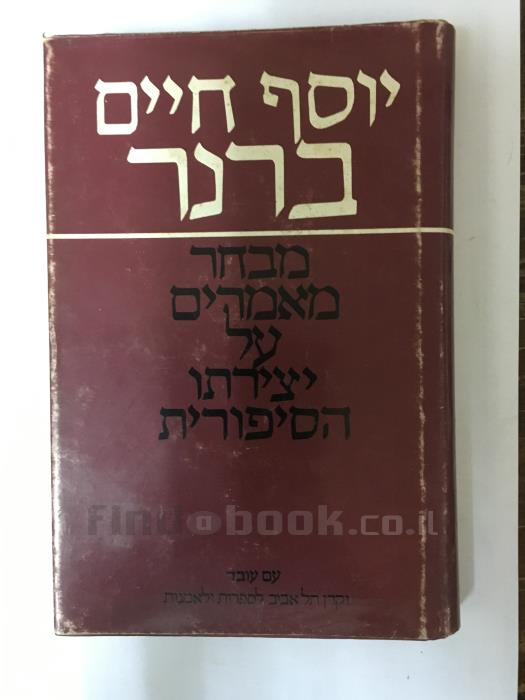 יוסף חיים
ברנר
מבחר
מאמרים
על
יצירתו
הסיפורית
findabook.co.il
עם עובד
וקרן תל אביב לספרות ולאמנות